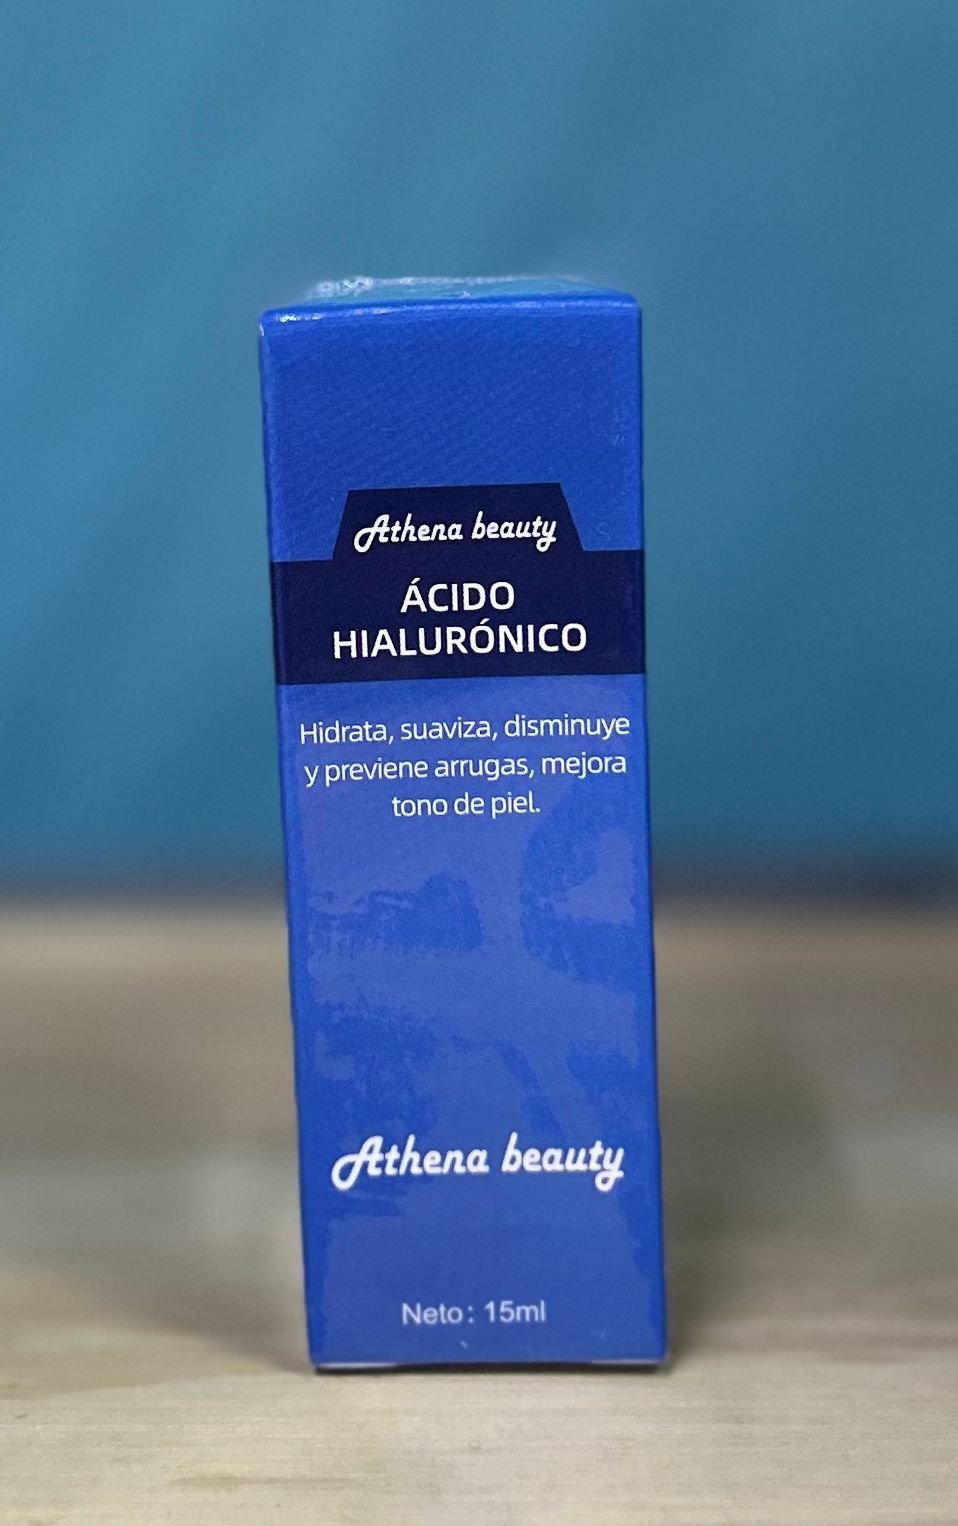 Athena beauty
ÁCIDO
HIALURÓNICO
Hidrata, suaviza, disminuye
y previene arrugas, mejora
tono de piel.
Athena beauty
Neto: 15ml